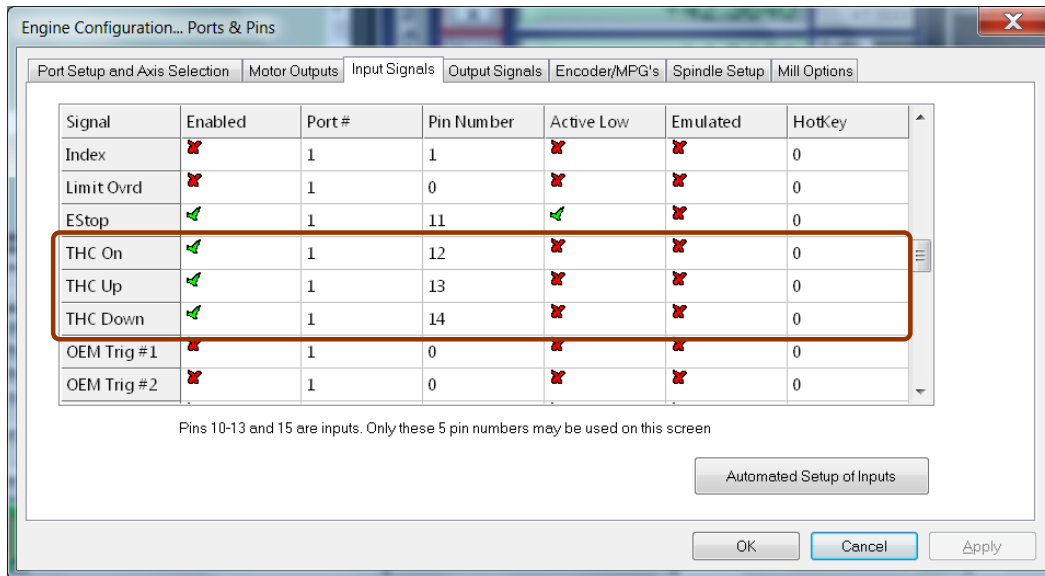 Engine Configuration... Ports & Pins
Port Setup and Axis Selection Motor Outputs Input Signals Output Signals Encoder/MPG's Spindle Setup Mill Options
Signal Enabled Port # Pin Number Active Low Emulated HotKey
Index 1 1 0
Limit Ovrd 1 0 0
EStop 1 11 0
THC On 1 12 0
THC Up 1 13 0
THC Down 1 14 0
OEM Trig #1 1 0 0
OEM Trig #2 1 0 0
Pins 10-13 and 15 are inputs. Only these 5 pin numbers may be used on this screen
Automated Setup of Inputs
OK Cancel Apply